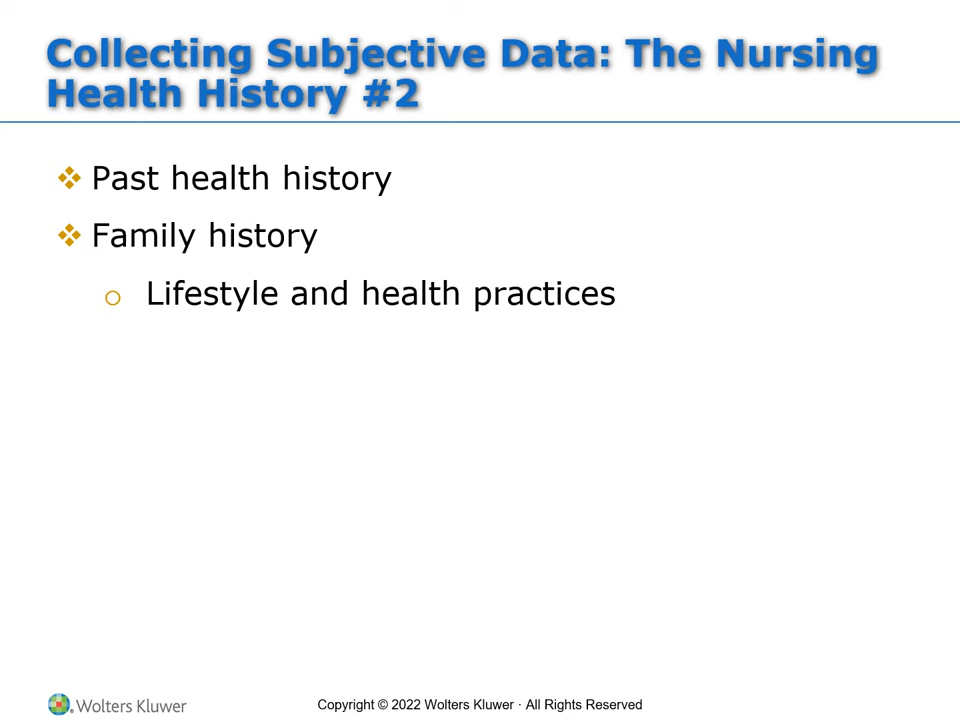 Collecting Subjective Data: The Nursing
Health History #2
❖ Past health history
❖ Family history
o Lifestyle and health practices
Wolters Kluwer
Copyright © 2022 Wolters Kluwer · All Rights Reserved